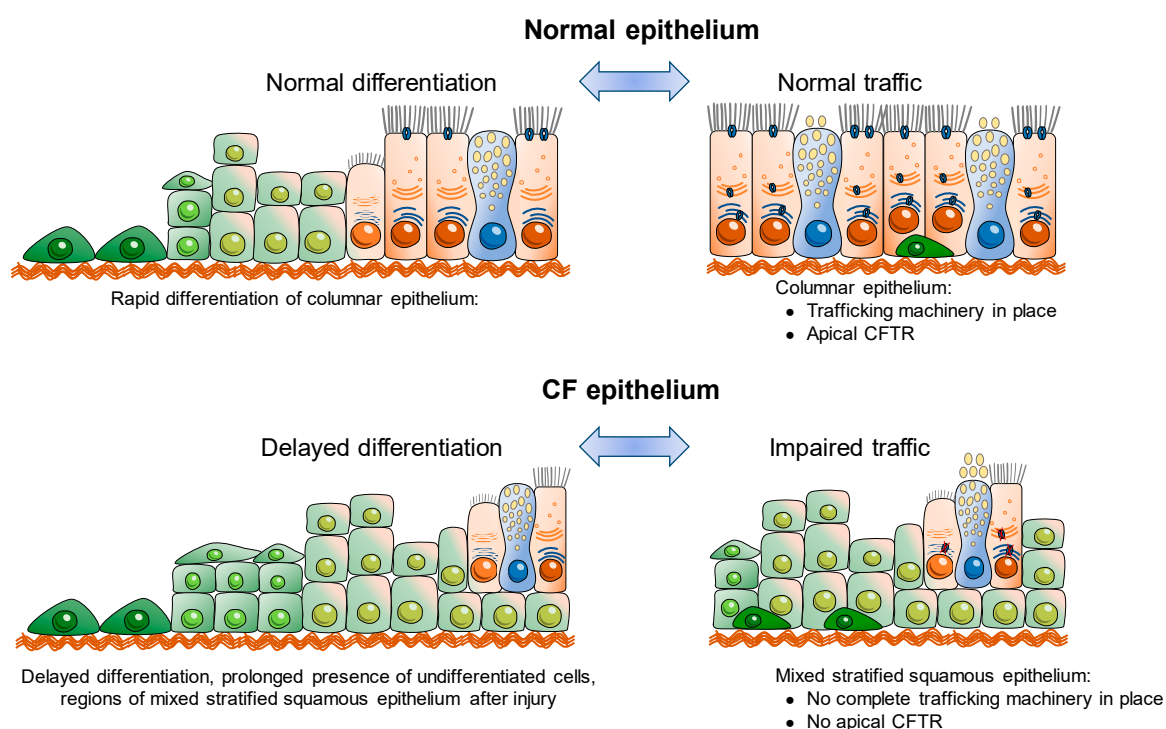 Normal epithelium
Normal differentiation
Normal traffic
Rapid differentiation of columnar epithelium:
Columnar epithelium:
• Trafficking machinery in place
• Apical CFTR
CF epithelium
Delayed differentiation
Impaired traffic
Delayed differentiation, prolonged presence of undifferentiated cells,
regions of mixed stratified squamous epithelium after injury
Mixed stratified squamous epithelium:
• No complete trafficking machinery in place
• No apical CFTR